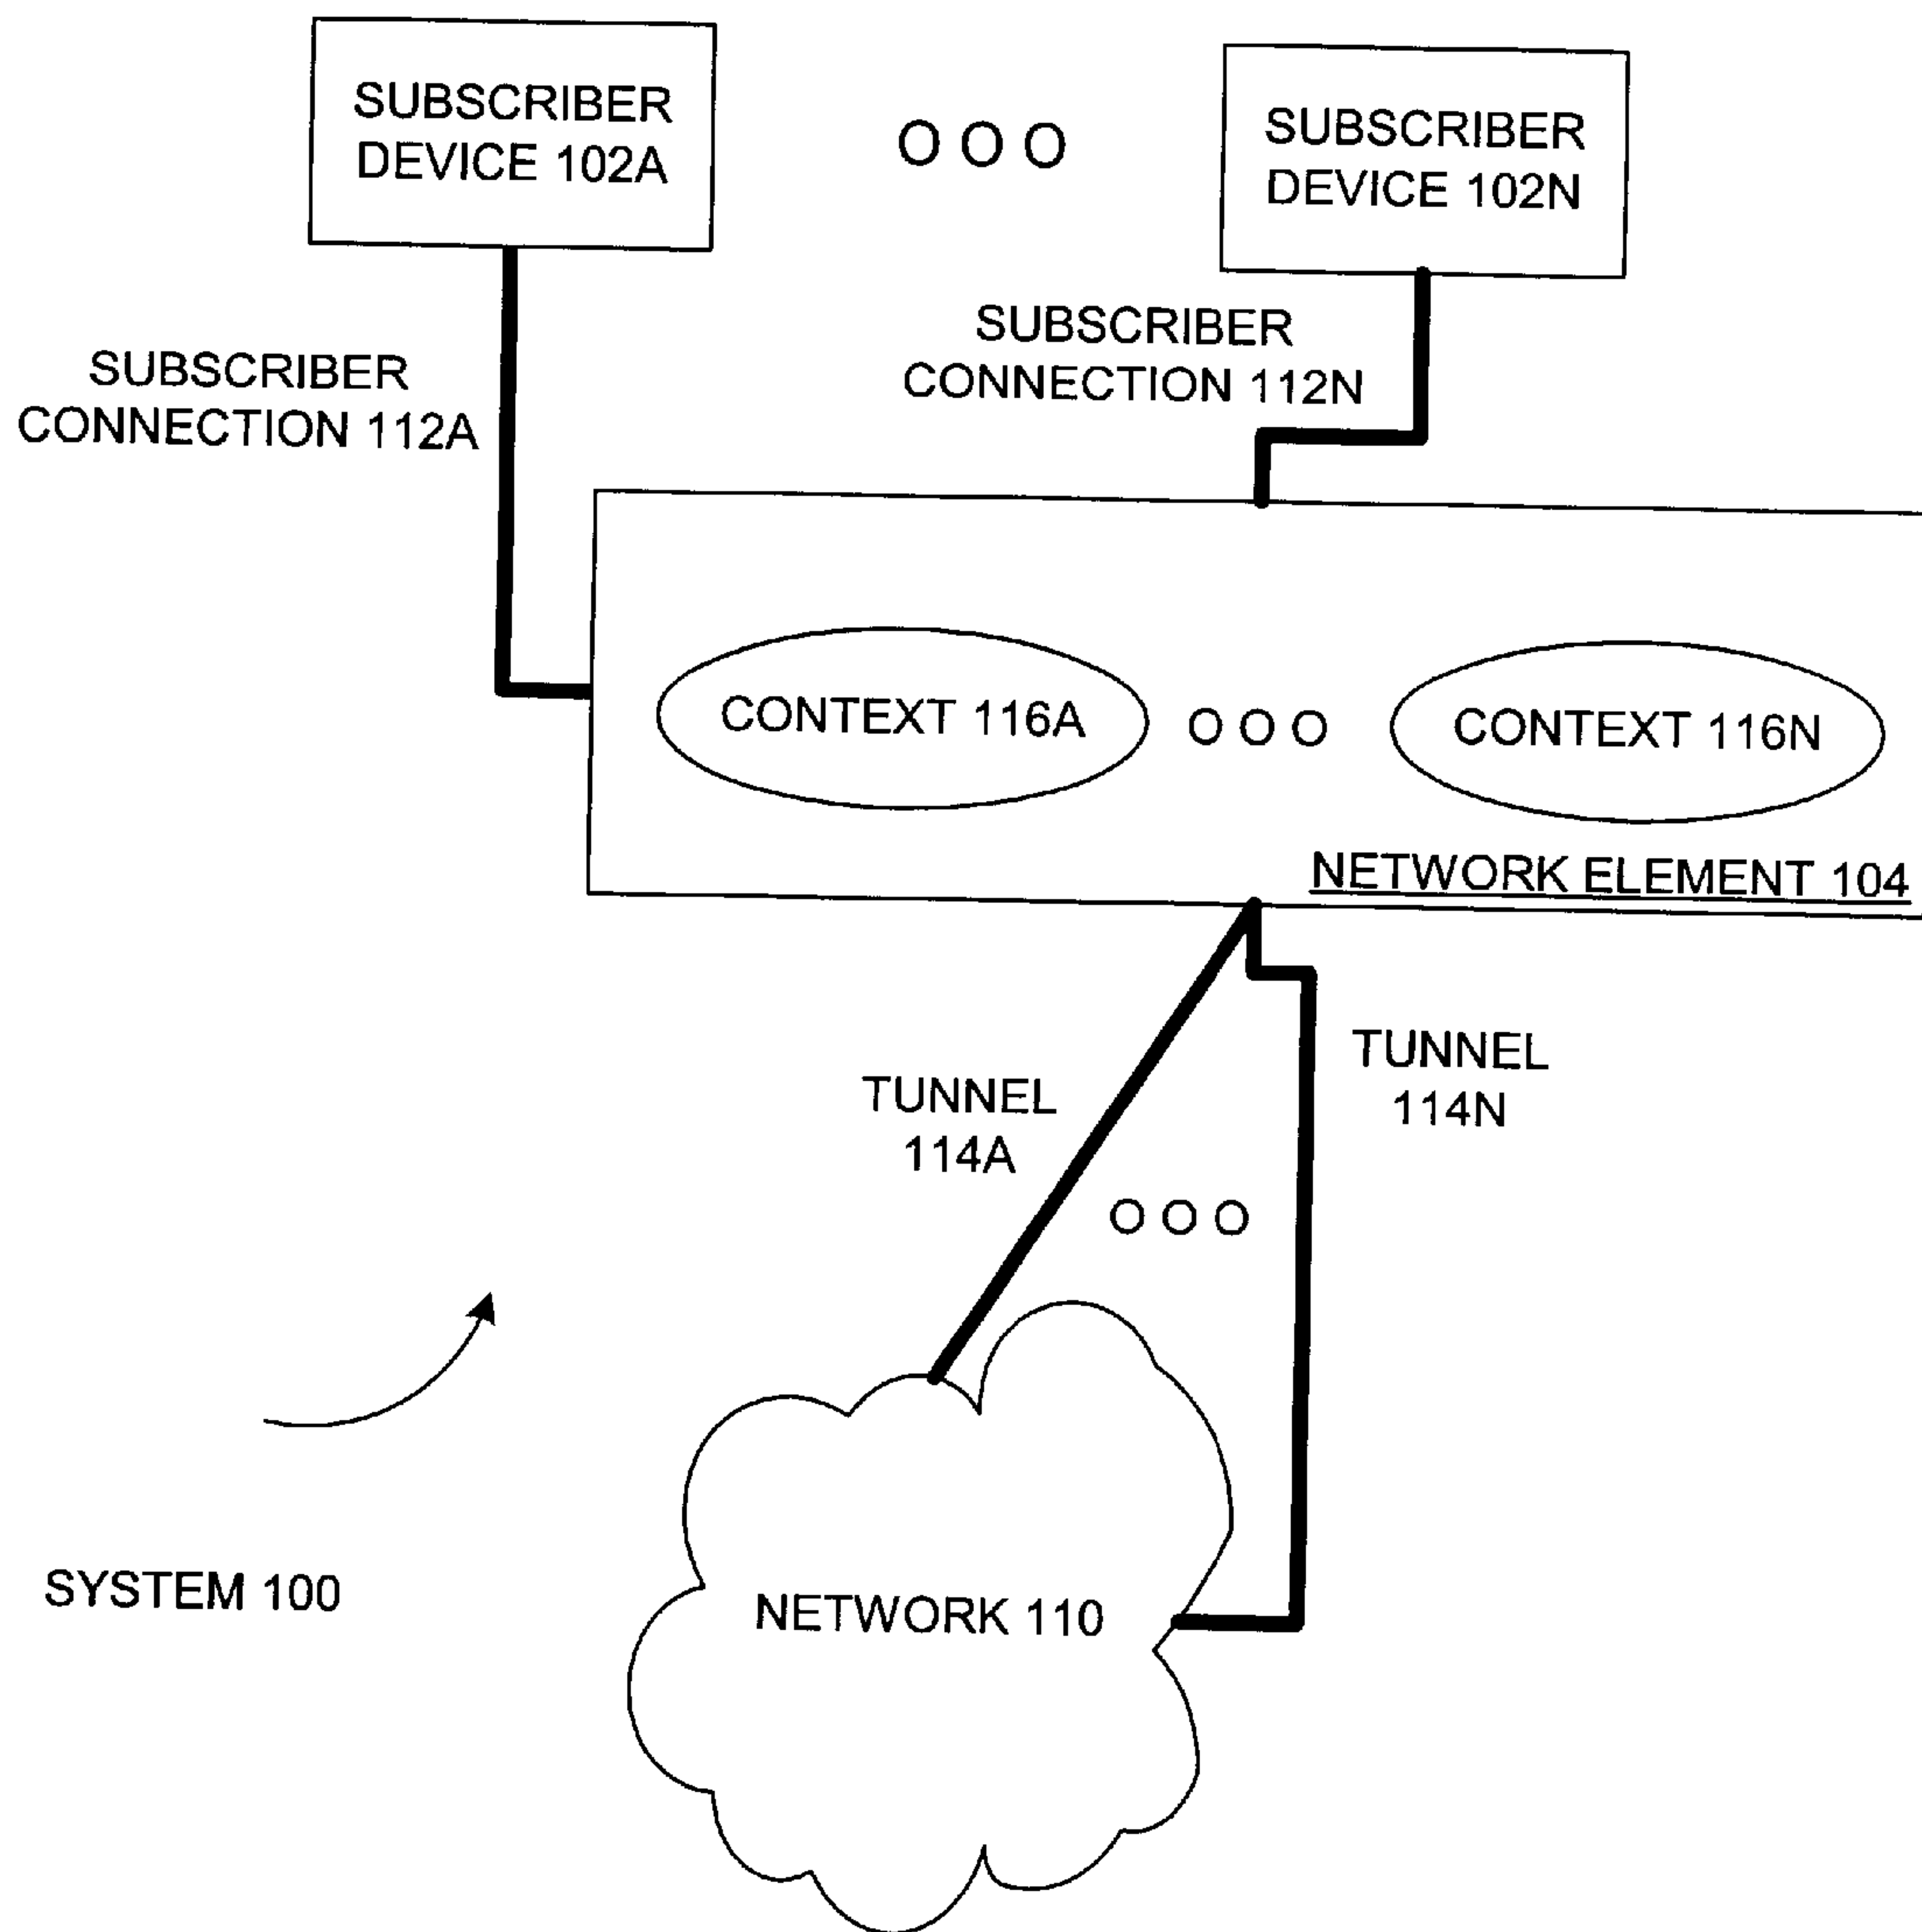 SUBSCRIBER
DEVICE 102A
O O O
SUBSCRIBER
DEVICE 102N
SUBSCRIBER
CONNECTION 112A
SUBSCRIBER
CONNECTION 112N
CONTEXT 116A
O O O
CONTEXT 116N
NETWORK ELEMENT 104
TUNNEL
114A
TUNNEL
114N
O O O
SYSTEM 100
NETWORK 110